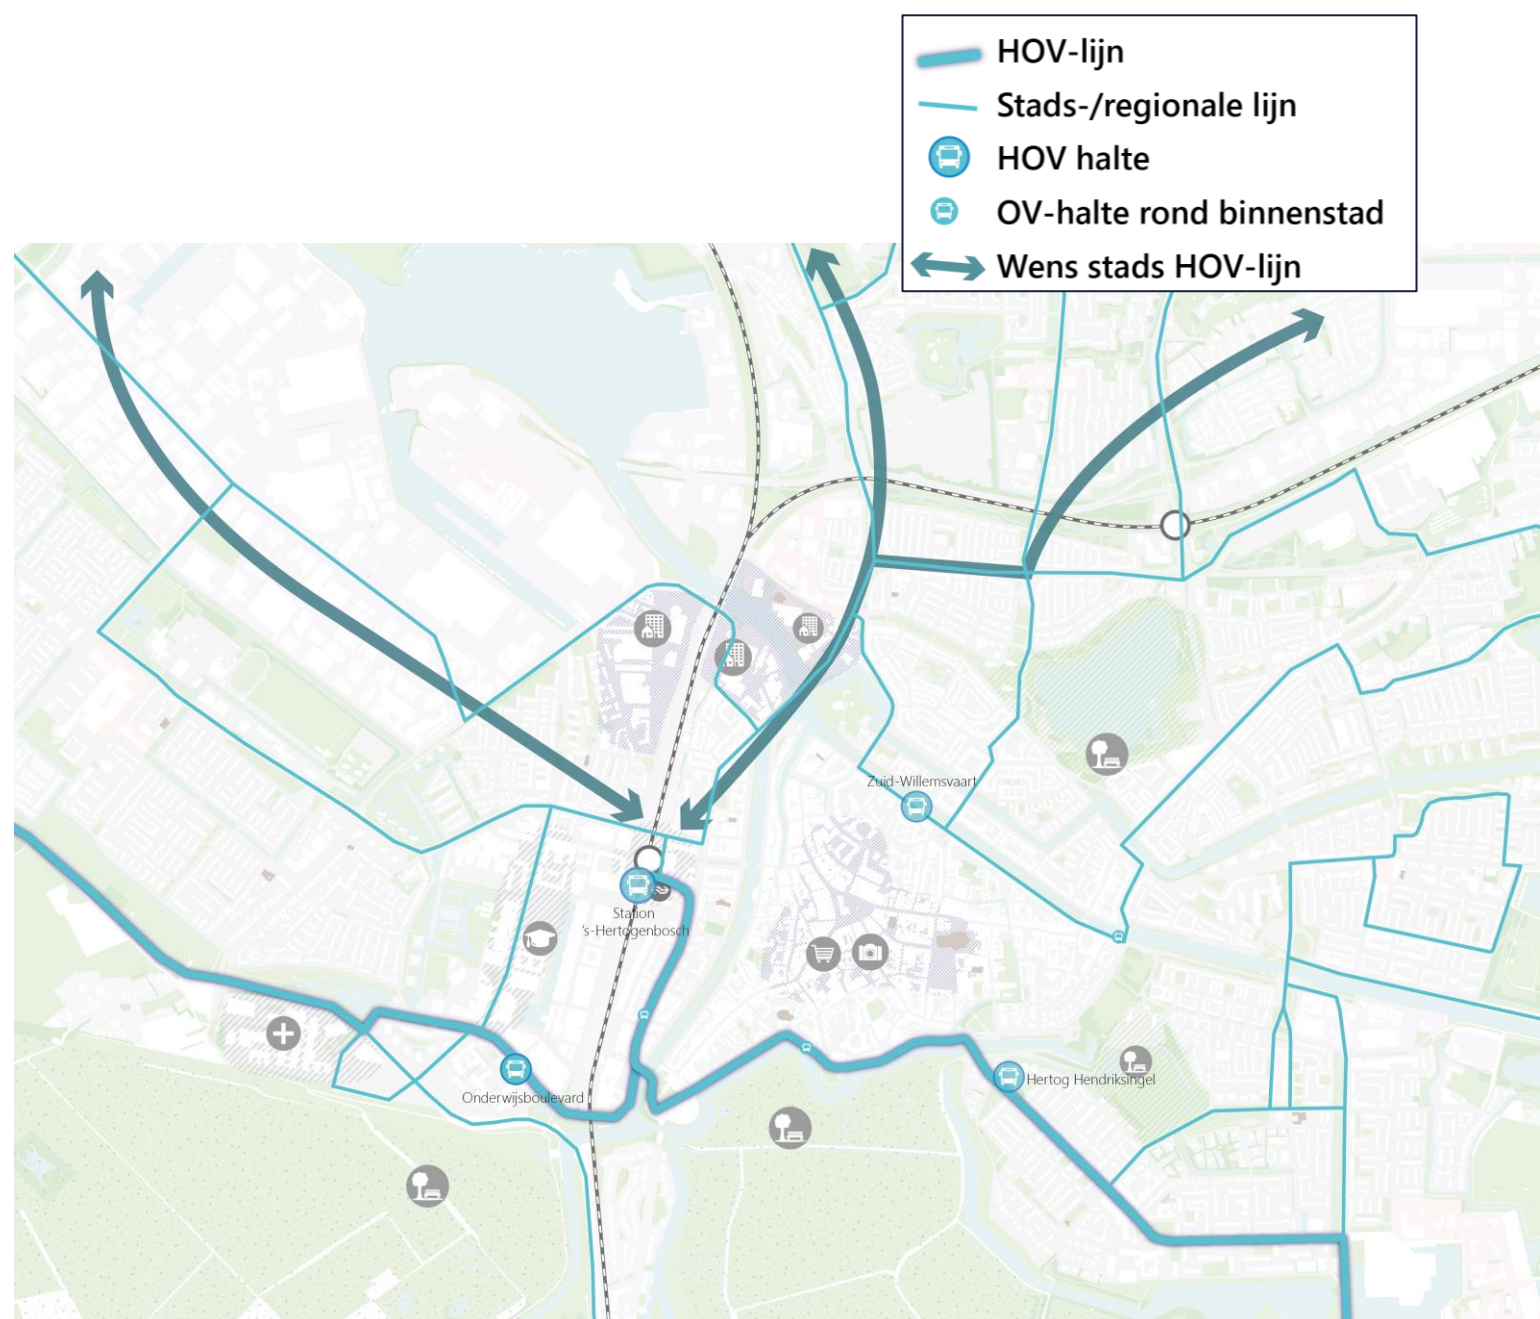 HOV-lijn
Stads-/regionale lijn
HOV halte
OV-halte rond binnenstad
Wens stads HOV-lijn
Zuid-Willemsvaart
Station
's-Hertogenbosch
Onderwijsboulevard
Hertog Hendriksingel